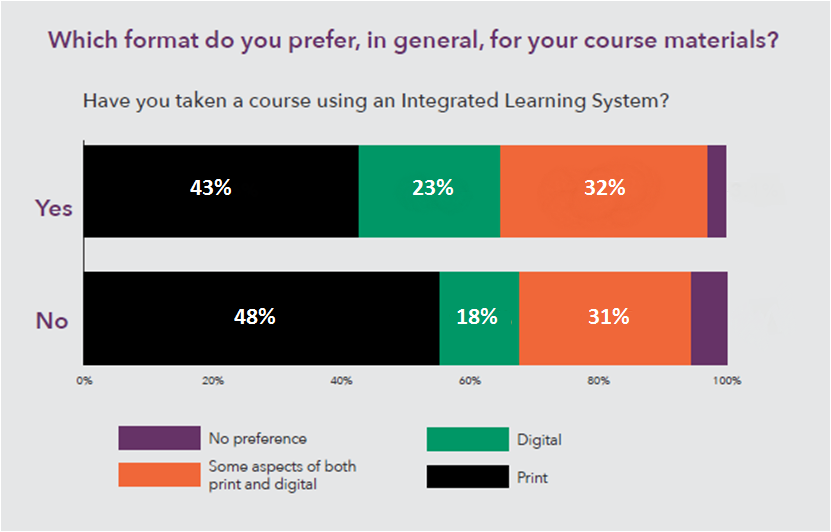 Which format do you prefer, in general, for your course materials?
Have you taken a course using an Integrated Learning System?
Yes
43%
23%
32%
No
48%
18%
31%
0%
20%
40%
60%
80%
100%
No preference
Digital
Some aspects of both
print and digital
Print